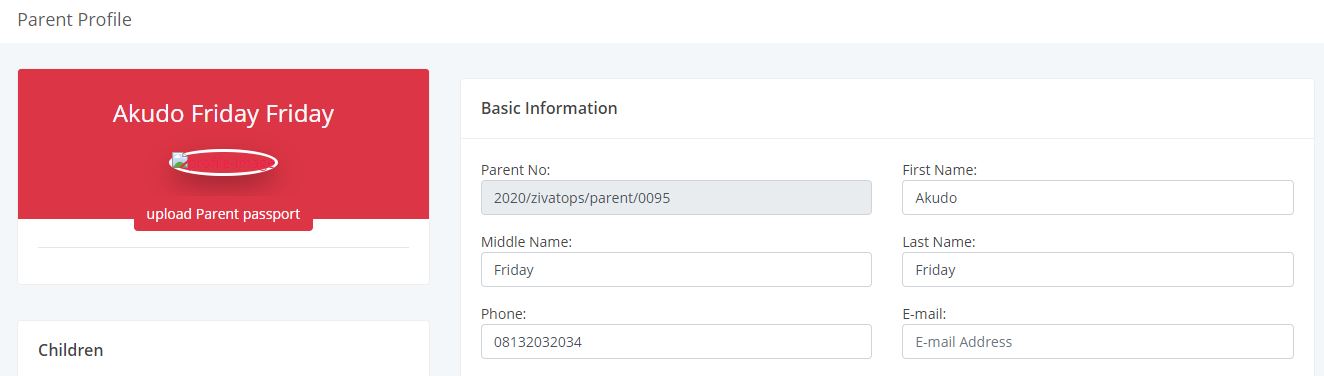 Parent Profile
Akudo Friday Friday
upload Parent passport
Children
Basic Information
Parent No:
2020/zivatops/parent/0095
First Name:
Akudo
Middle Name:
Friday
Last Name:
Friday
Phone:
08132032034
E-mail:
E-mail Address